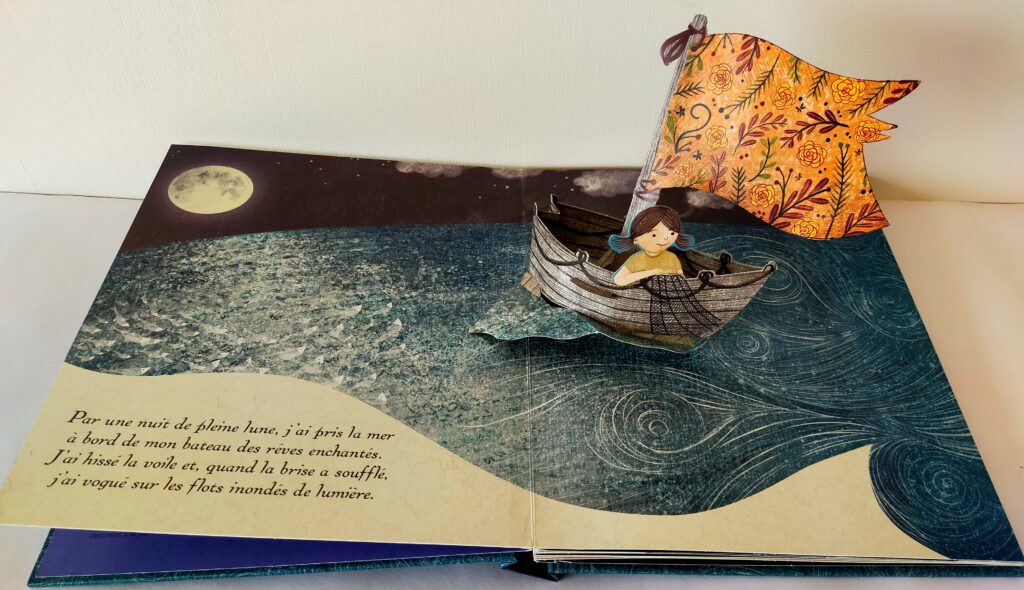 Par une nuit de pleine lune, j'ai pris la mer
à bord de mon bateau des rêves enchantés.
J'ai hissé la voile et, quand la brise a soufflé,
j'ai vogué sur les flots inondés de lumière.